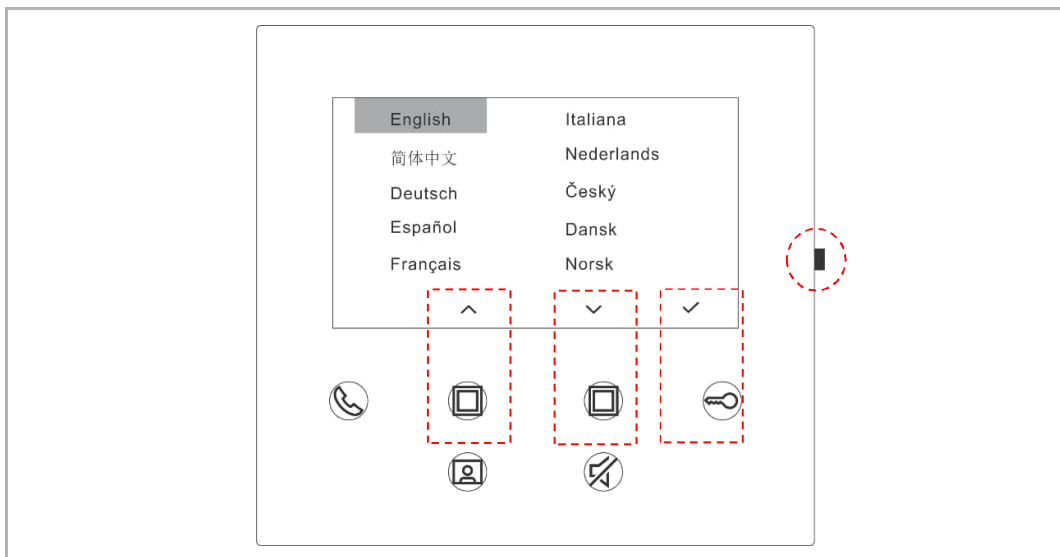 English
简体中文
Deutsch
Español
Français
Italiana
Nederlands
Český
Dansk
Norsk